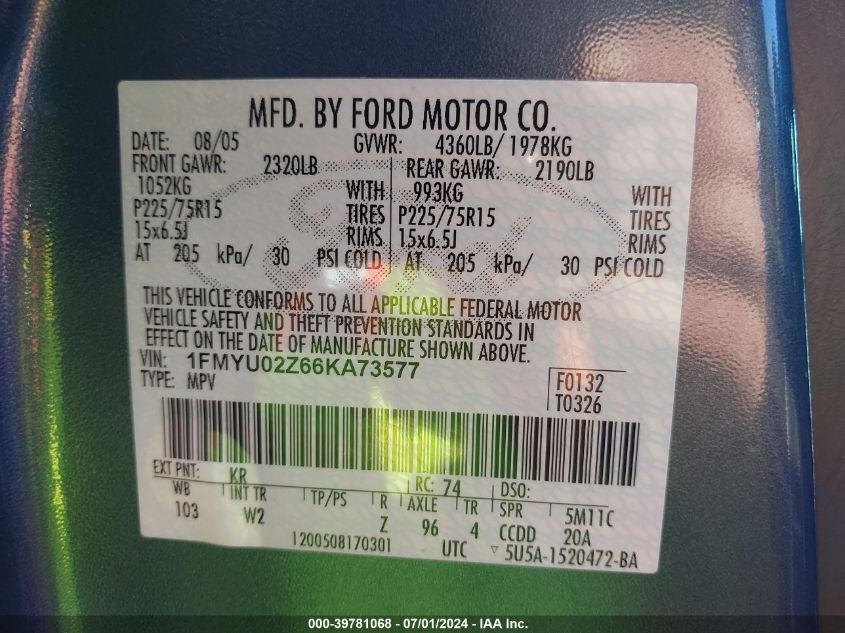 MFD. BY FORD MOTOR CO.
DATE: 08/05 GVWR: 4360LB/ 1978KG
FRONT GAWR: 2320LB REAR GAWR: 2190LB
1052KG WITH 993KG WITH
P225/75R15 TIRES P225/75R15 TIRES
15x6.5J RIMS 15x6.5J RIMS
AT 205 kPa/ 30 PSI COLD AT 205 kPa/ 30 PSI COLD
THIS VEHICLE CONFORMS TO ALL APPLICABLE FEDERAL MOTOR
VEHICLE SAFETY AND THEFT PREVENTION STANDARDS IN
EFFECT ON THE DATE OF MANUFACTURE SHOWN ABOVE.
VIN: 1FMYU02Z66KA73577
TYPE: MPV
F0132
T0326
EXT PNT: KR RC: 74 DSO:
WB INT TR TP/PS R AXLE TR SPR 5M11C
103 W2 Z 96 4 CCDD 20A
1200508170301 UTC ▽ 5U5A-1520472-BA
Ford
000-39781068 - 07/01/2024 - IAA Inc.